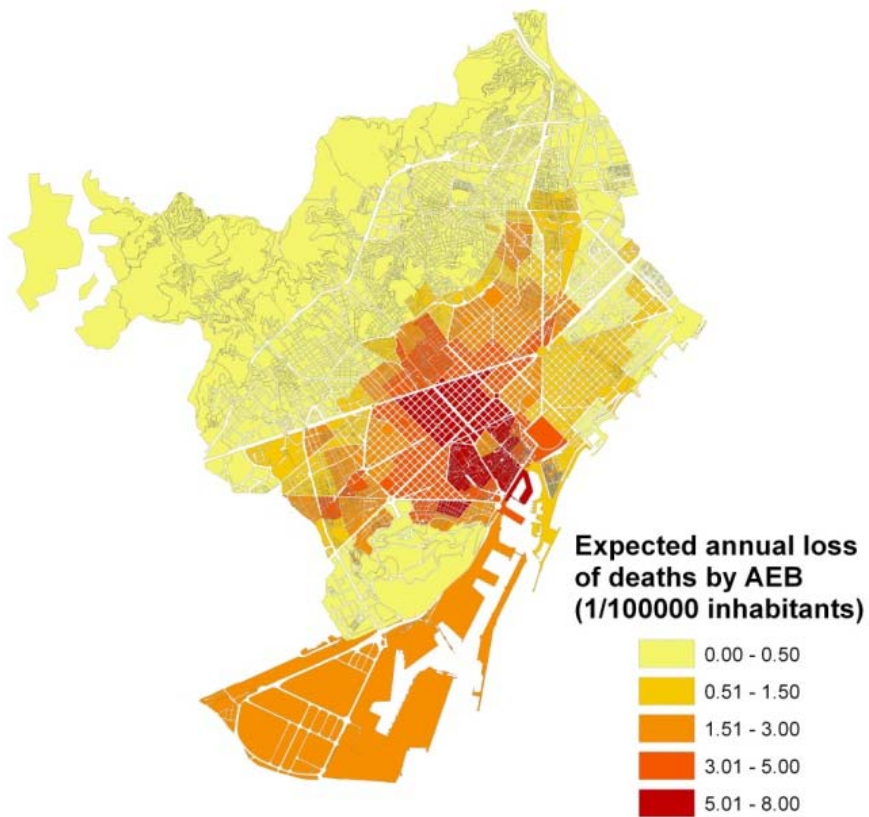 Expected annual loss
of deaths by AEB
(1/100000 inhabitants)
0.00 - 0.50
0.51 - 1.50
1.51 - 3.00
3.01 - 5.00
5.01 - 8.00